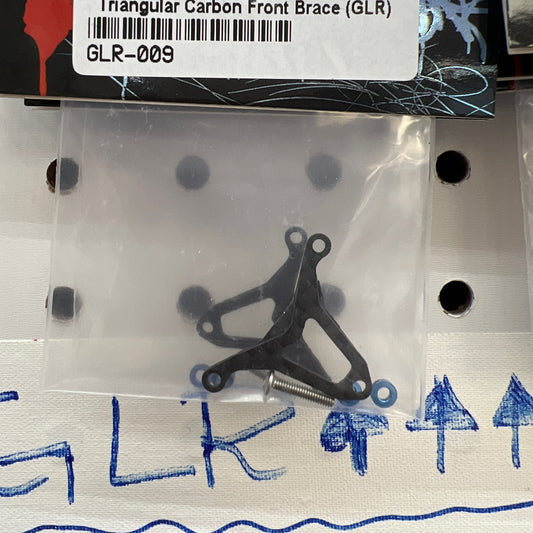 Triangular Carbon Front Brace (GLR)
GLR-009
GLR ↑↑↑